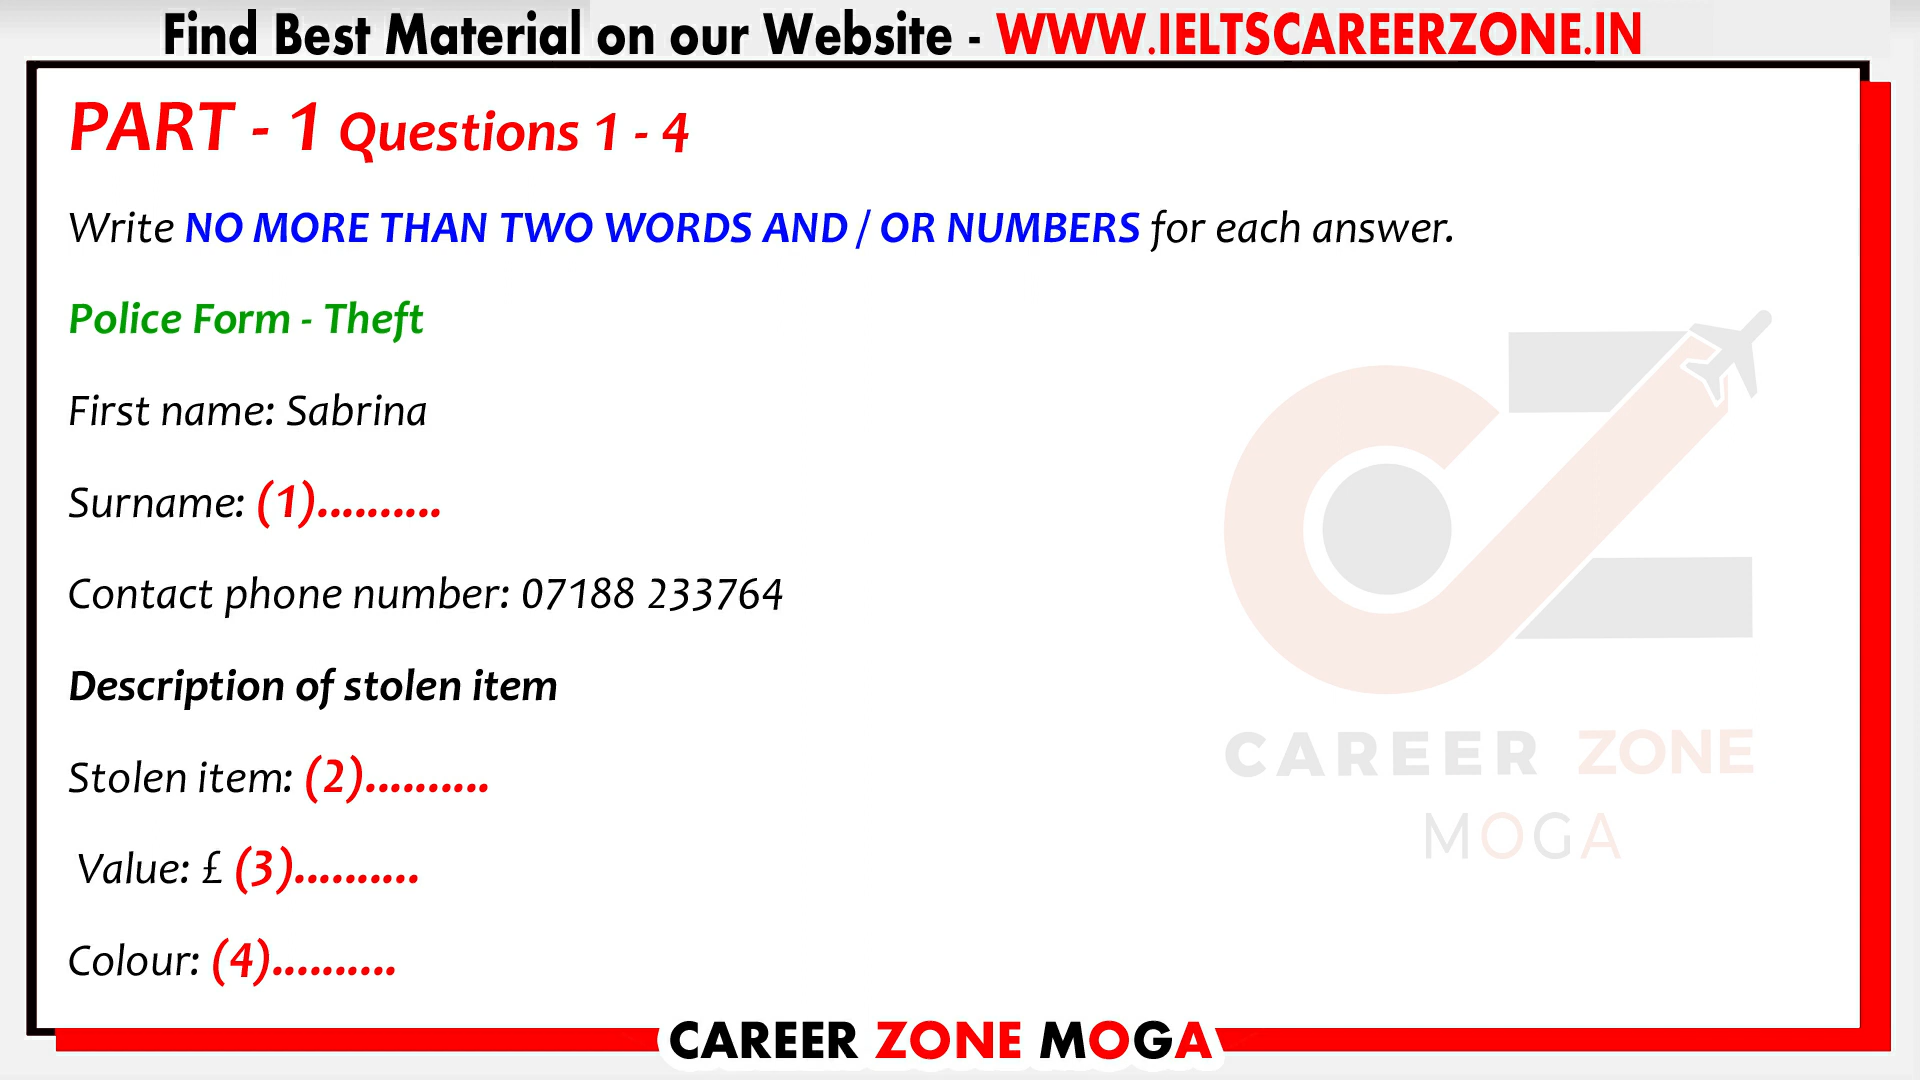 Find Best Material on our Website - WWW.IELTSCAREERZONE.IN
PART - 1 Questions 1 - 4
Write NO MORE THAN TWO WORDS AND / OR NUMBERS for each answer.
Police Form - Theft
First name: Sabrina
Surname: (1)..........
Contact phone number: 07188 233764
Description of stolen item
Stolen item: (2)..........
Value: £ (3)..........
Colour: (4)..........
CAREER ZONE
MOGA
CAREER ZONE MOGA